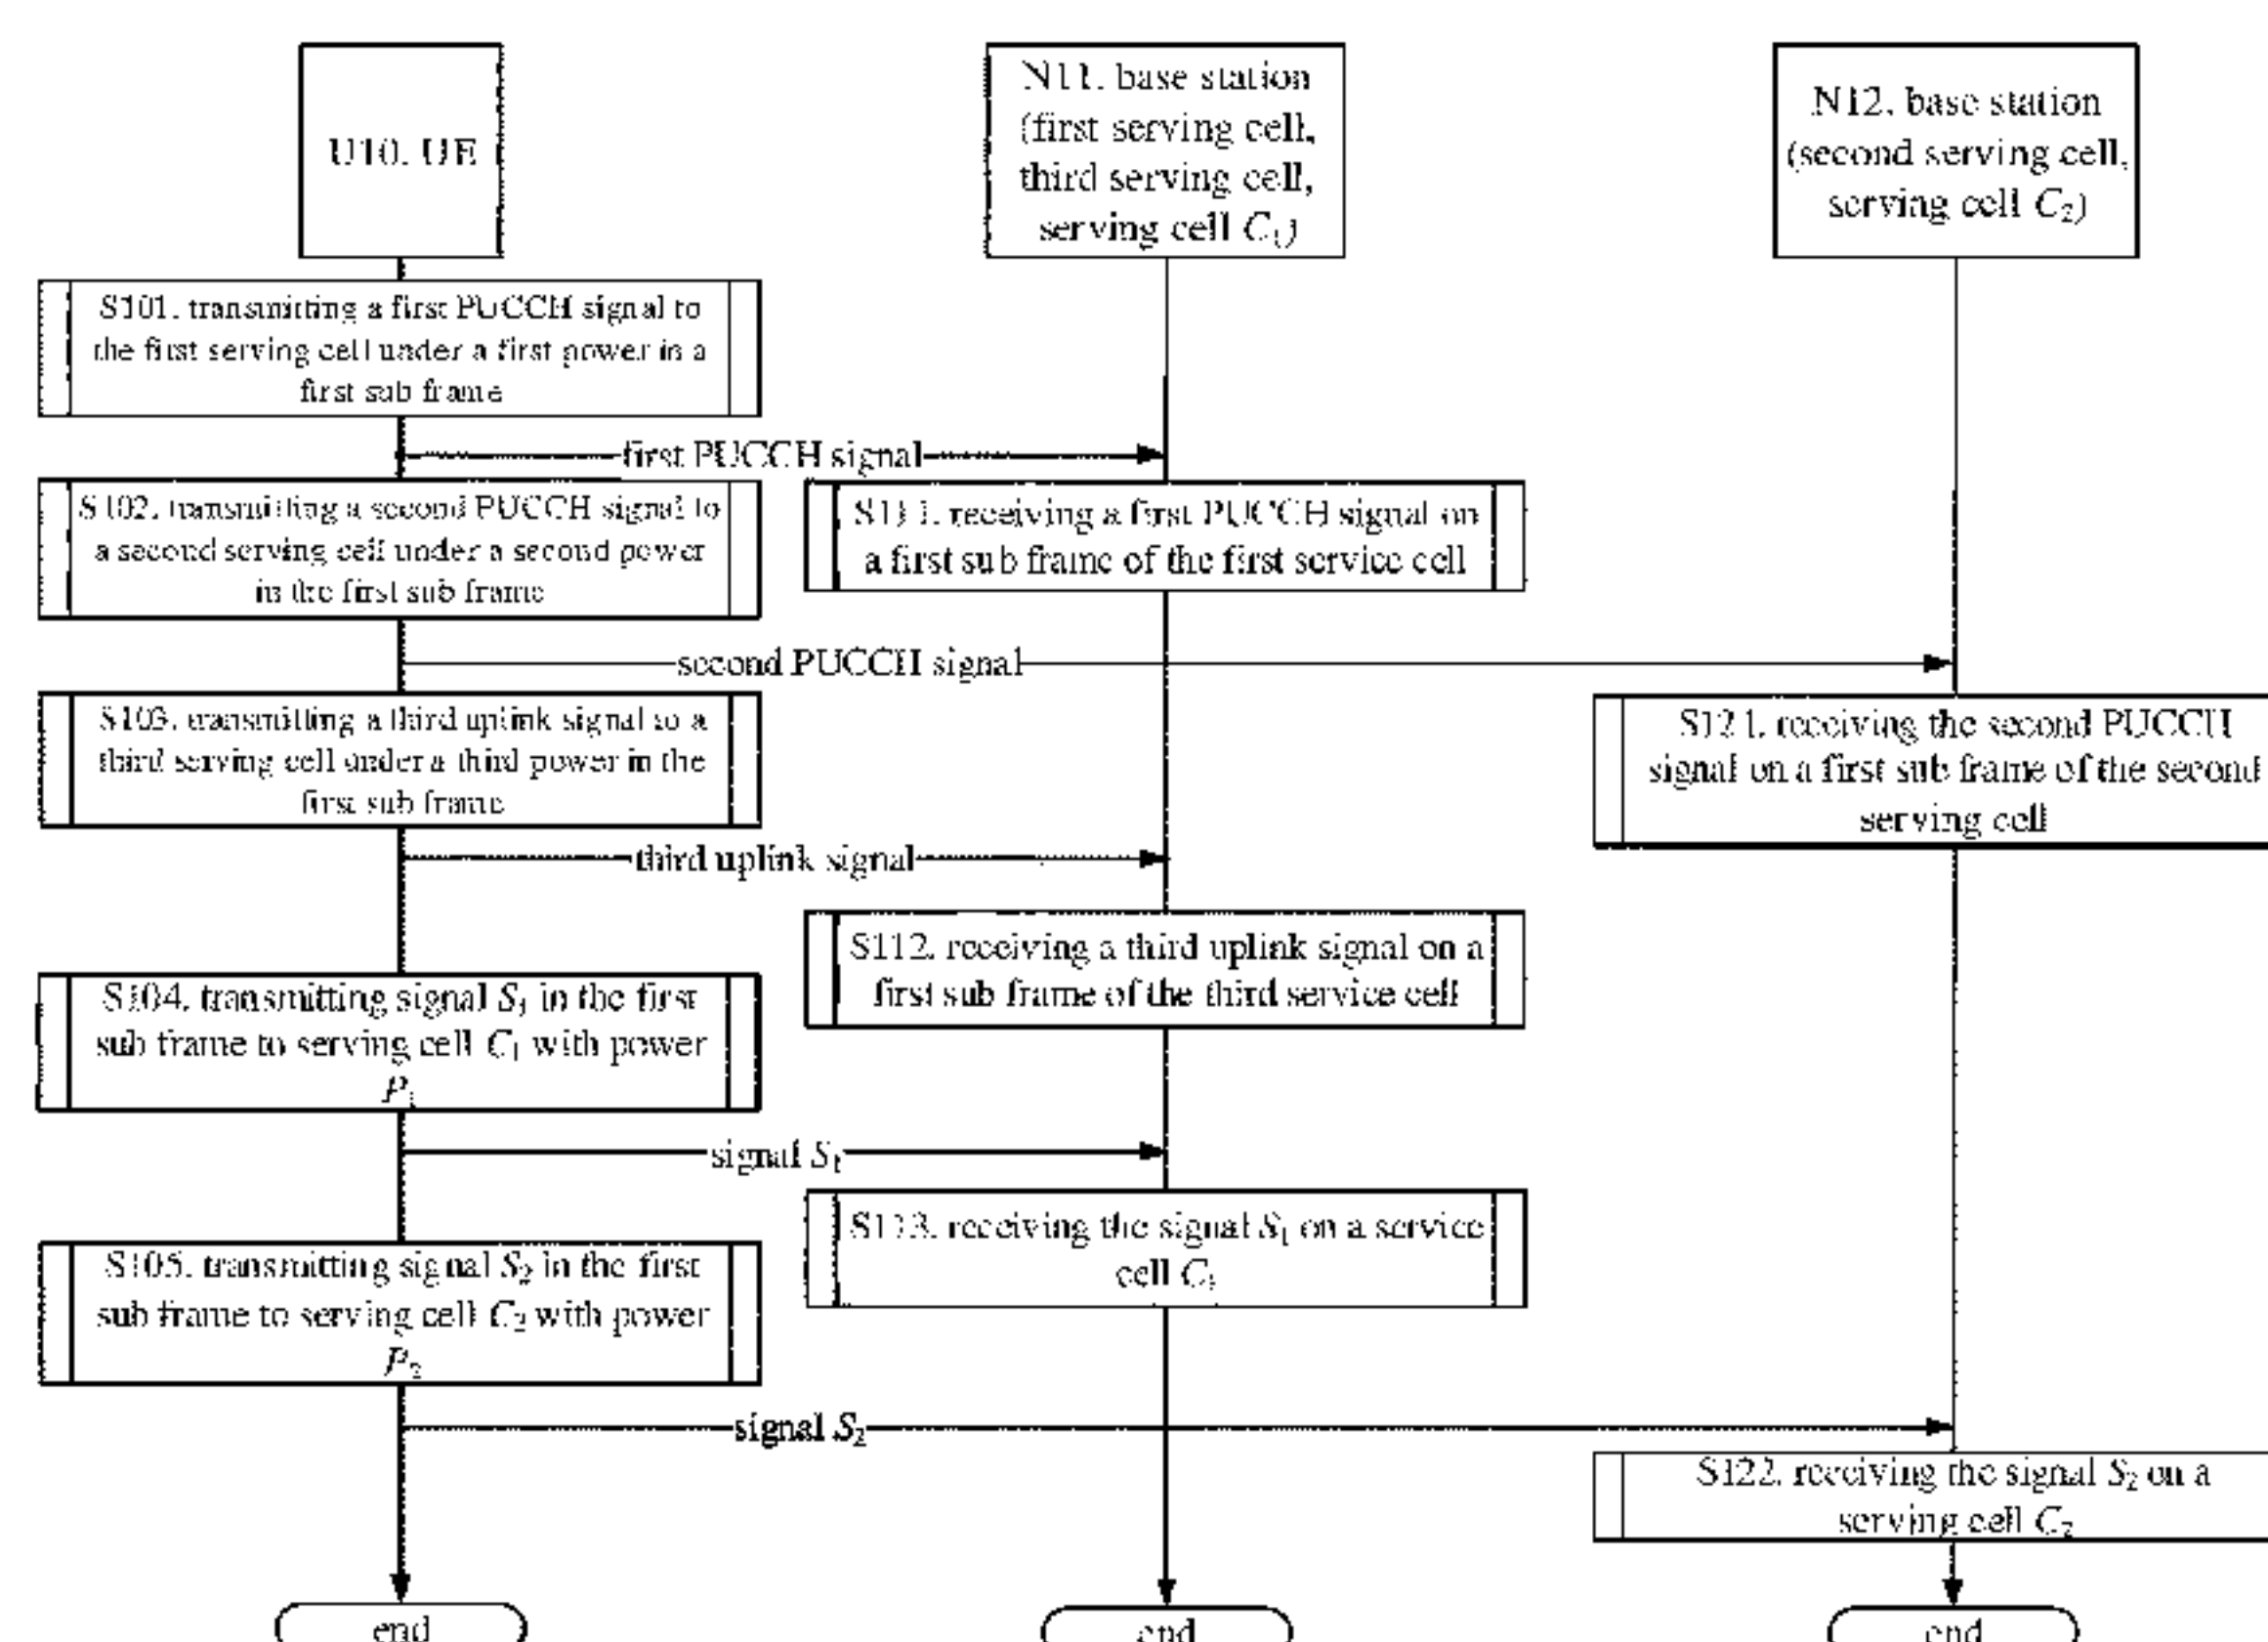 U10. UE
N11. base station
(first serving cell,
third serving cell,
serving cell C₁)
N12. base station
(second serving cell,
serving cell C₂)
S101. transmitting a first PUCCH signal to
the first serving cell under a first power in a
first sub frame
first PUCCH signal
S102. transmitting a second PUCCH signal to
a second serving cell under a second power
in the first sub frame
S111. receiving a first PUCCH signal on
a first sub frame of the first service cell
second PUCCH signal
S103. transmitting a third uplink signal to a
third serving cell under a third power in the
first sub frame
S121. receiving the second PUCCH
signal on a first sub frame of the second
serving cell
third uplink signal
S112. receiving a third uplink signal on a
first sub frame of the third service cell
S104. transmitting signal S₁ in the first
sub frame to serving cell C₁ with power
P₁
signal S₁
S113. receiving the signal S₁ on a service
cell C₁
S105. transmitting signal S₂ in the first
sub frame to serving cell C₂ with power
P₂
signal S₂
S122. receiving the signal S₂ on a
serving cell C₂
end
end
end